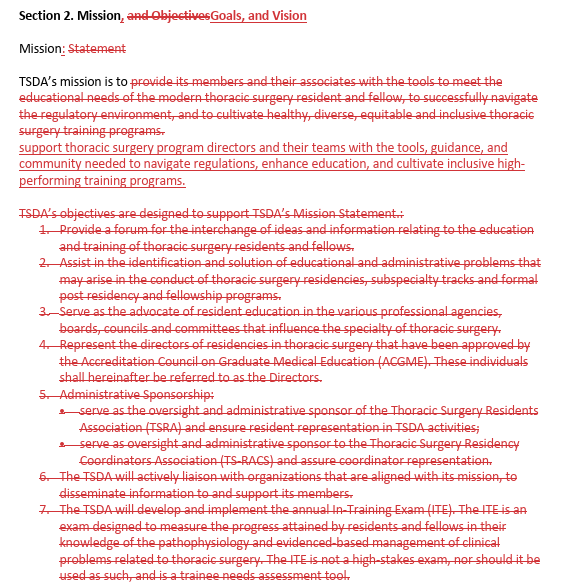 Section 2. Mission, and ObjectivesGoals, and Vision
Mission: Statement
TSDA's mission is to provide its members and their associates with the tools to meet the
educational needs of the modern thoracic surgery resident and fellow, to successfully navigate
the regulatory environment, and to cultivate healthy, diverse, equitable and inclusive thoracic
surgery training programs.
support thoracic surgery program directors and their teams with the tools, guidance, and
community needed to navigate regulations, enhance education, and cultivate inclusive high-
performing training programs.
TSDA's objectives are designed to support TSDA's Mission Statement.:
1. Provide a forum for the interchange of ideas and information relating to the education
and training of thoracic surgery residents and fellows.
2. Assist in the identification and solution of educational and administrative problems that
may arise in the conduct of thoracic surgery residencies, subspecialty tracks and formal
post residency and fellowship programs.
3. Serve as the advocate of resident education in the various professional agencies,
boards, councils and committees that influence the specialty of thoracic surgery.
4. Represent the directors of residencies in thoracic surgery that have been approved by
the Accreditation Council on Graduate Medical Education (ACGME). These individuals
shall hereinafter be referred to as the Directors.
5. Administrative Sponsorship:
• serve as the oversight and administrative sponsor of the Thoracic Surgery Residents
Association (TSRA) and ensure resident representation in TSDA activities;
• serve as oversight and administrative sponsor to the Thoracic Surgery Residency
Coordinators Association (TS-RACS) and assure coordinator representation.
6. The TSDA will actively liaison with organizations that are aligned with its mission, to
disseminate information to and support its members.
7. The TSDA will develop and implement the annual In-Training Exam (ITE). The ITE is an
exam designed to measure the progress attained by residents and fellows in their
knowledge of the pathophysiology and evidenced-based management of clinical
problems related to thoracic surgery. The ITE is not a high-stakes exam, nor should it be
used as such, and is a trainee needs assessment tool.